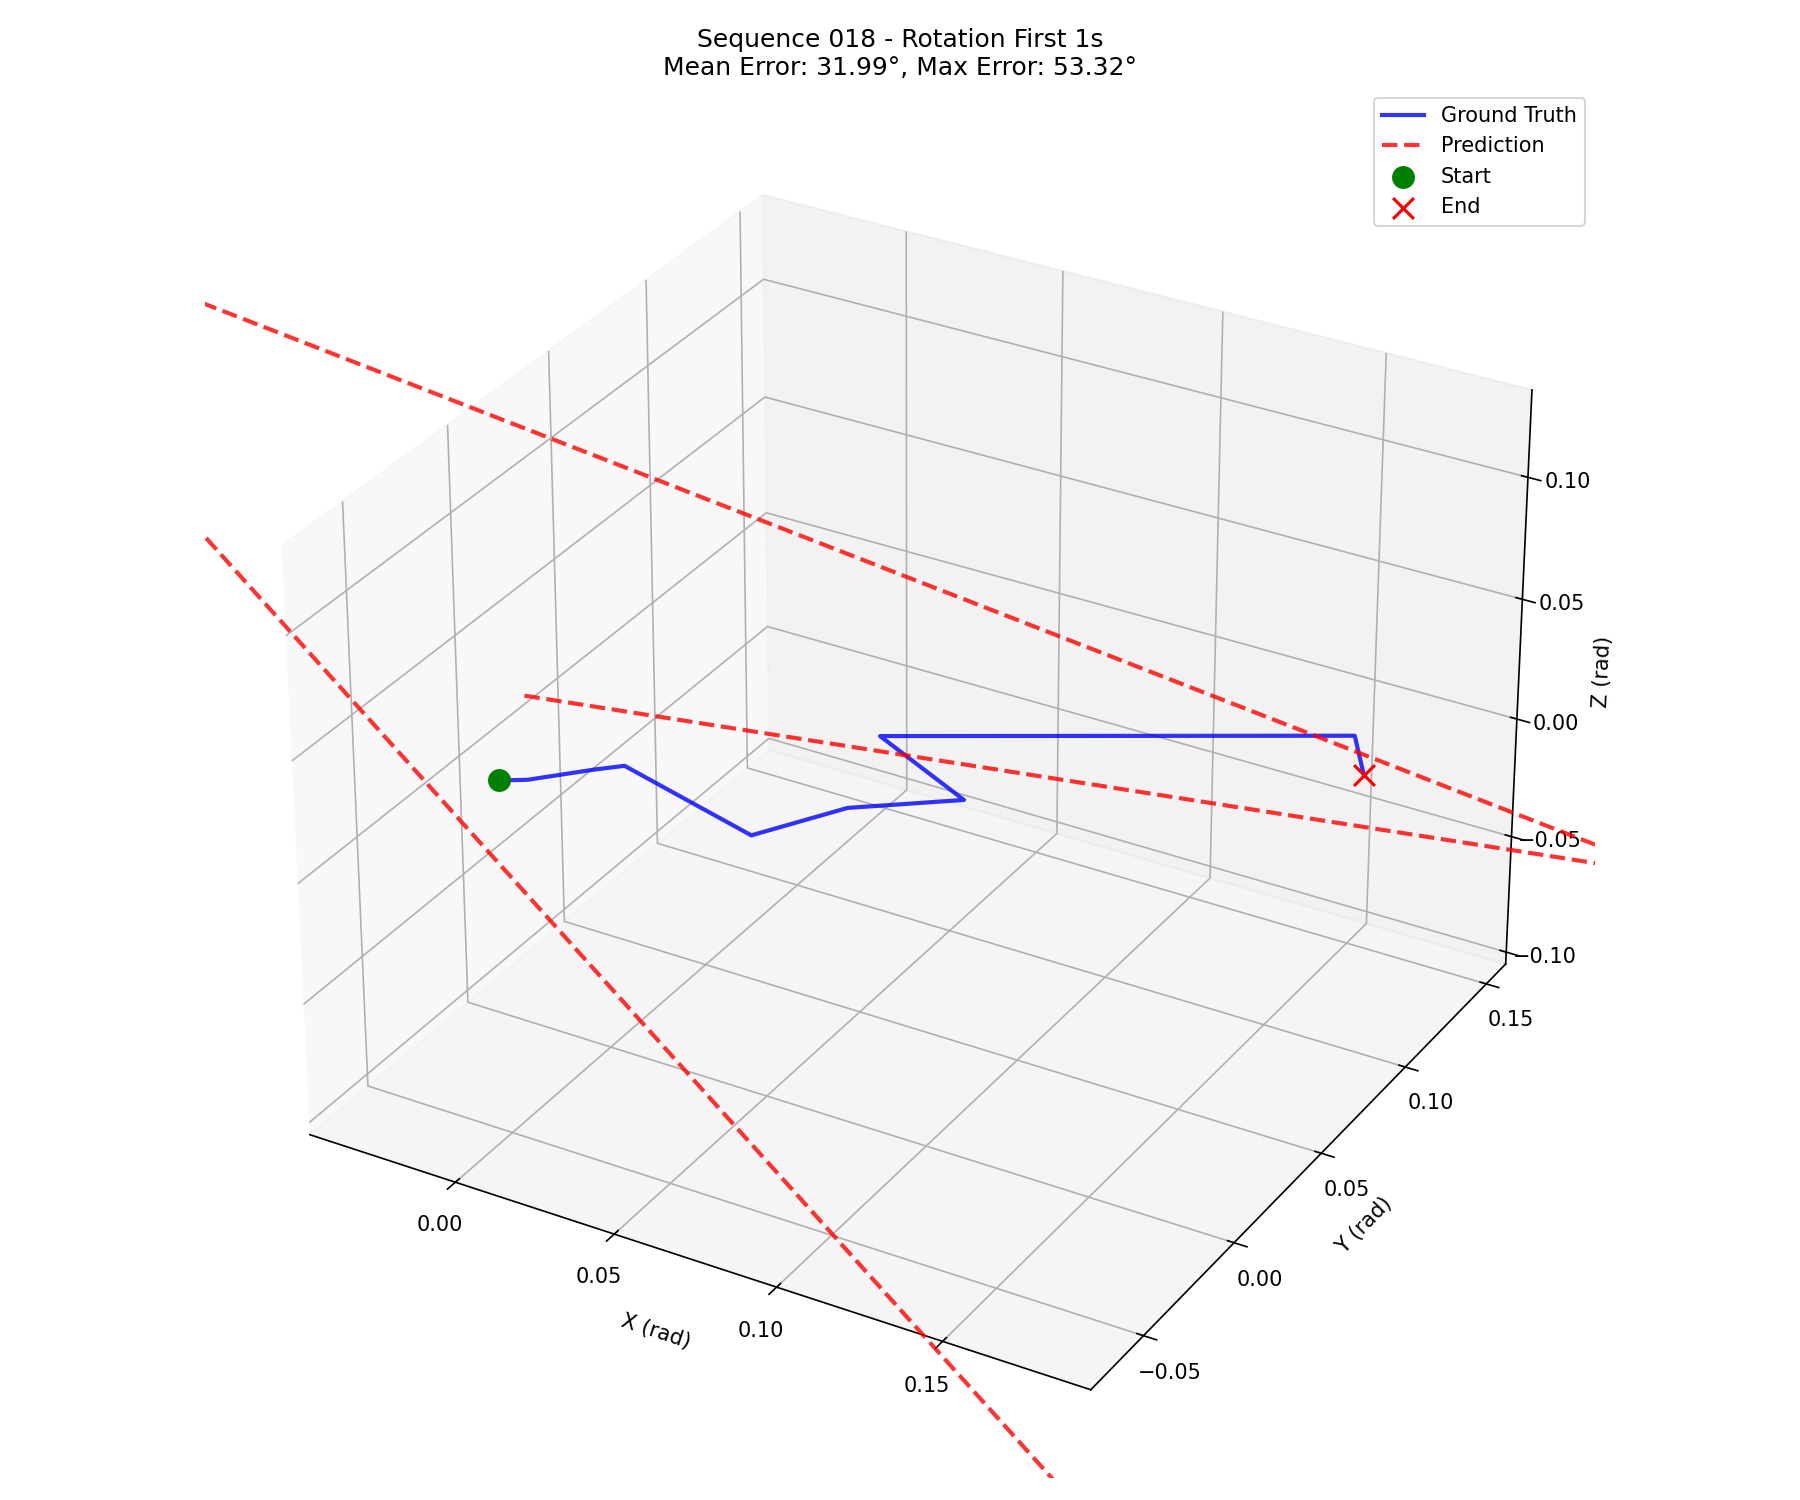 Sequence 018 - Rotation First 1s
Mean Error: 31.99°, Max Error: 53.32°
Ground Truth
Prediction
Start
End
0.10
0.05
0.00
−0.05
−0.10
Z (rad)
0.15
0.10
0.05
0.00
−0.05
Y (rad)
0.00
0.05
0.10
0.15
X (rad)